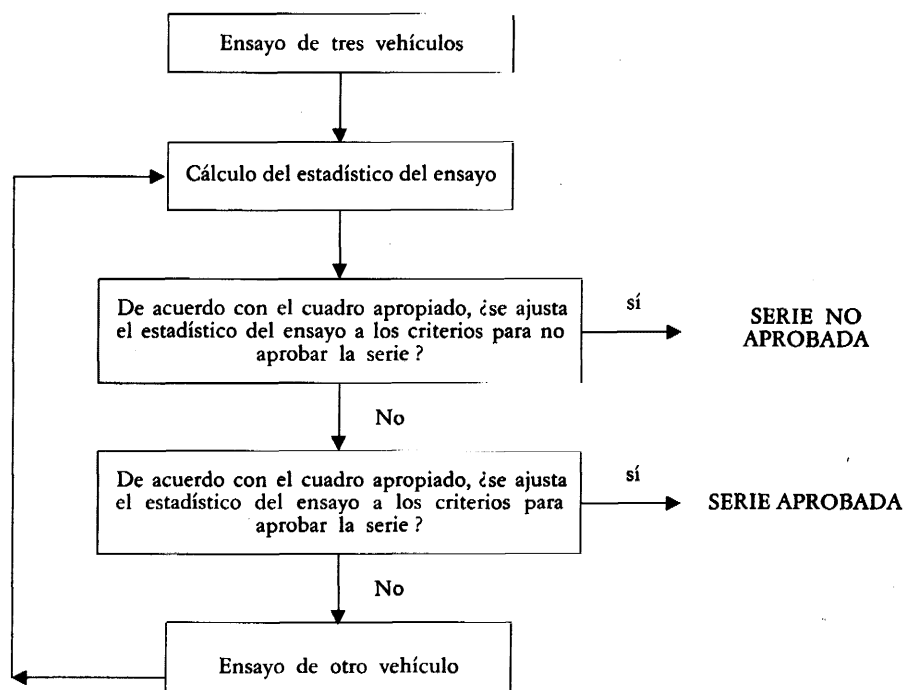 Ensayo de tres vehículos
Cálculo del estadístico del ensayo
De acuerdo con el cuadro apropiado, ¿se ajusta
el estadístico del ensayo a los criterios para no
aprobar la serie ?
sí
SERIE NO
APROBADA
No
De acuerdo con el cuadro apropiado, ¿se ajusta
el estadístico del ensayo a los criterios para
aprobar la serie ?
sí
SERIE APROBADA
No
Ensayo de otro vehículo